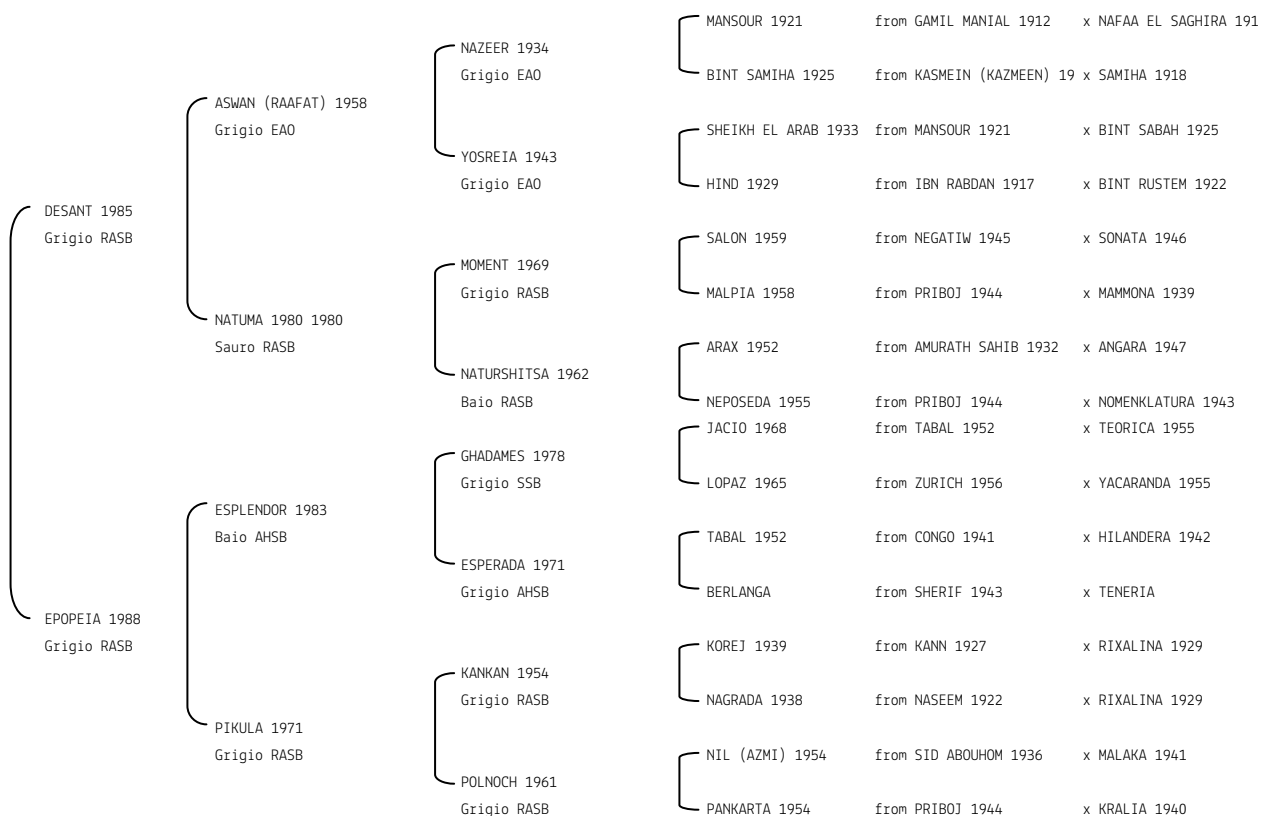 MANSOUR 1921 from GAMIL MANIAL 1912 x NAFAA EL SAGHIRA 191
NAZEER 1934
Grigio EAO
BINT SAMIHA 1925 from KASMEIN (KAZMEEN) 19 x SAMIHA 1918
ASWAN (RAAFAT) 1958
Grigio EAO
SHEIKH EL ARAB 1933 from MANSOUR 1921 x BINT SABAH 1925
YOSREIA 1943
Grigio EAO
HIND 1929 from IBN RABDAN 1917 x BINT RUSTEM 1922
DESANT 1985
Grigio RASB
SALON 1959 from NEGATIW 1945 x SONATA 1946
MOMENT 1969
Grigio RASB
MALPIA 1958 from PRIBOJ 1944 x MAMMONA 1939
NATUMA 1980 1980
Sauro RASB
ARAX 1952 from AMURATH SAHIB 1932 x ANGARA 1947
NATURSHITSA 1962
Baio RASB
NEPOSEDA 1955 from PRIBOJ 1944 x NOMENKLATURA 1943
JACIO 1968 from TABAL 1952 x TEORICA 1955
GHADAMES 1978
Grigio SSB
LOPAZ 1965 from ZURICH 1956 x YACARANDA 1955
ESPLENDOR 1983
Baio AHSB
TABAL 1952 from CONGO 1941 x HILANDERA 1942
ESPERADA 1971
Grigio AHSB
BERLANGA from SHERIF 1943 x TENERIA
EPOPEIA 1988
Grigio RASB
KOREJ 1939 from KANN 1927 x RIXALINA 1929
KANKAN 1954
Grigio RASB
NAGRADA 1938 from NASEEM 1922 x RIXALINA 1929
PIKULA 1971
Grigio RASB
NIL (AZMI) 1954 from SID ABOUHOM 1936 x MALAKA 1941
POLNOCH 1961
Grigio RASB
PANKARTA 1954 from PRIBOJ 1944 x KRALIA 1940